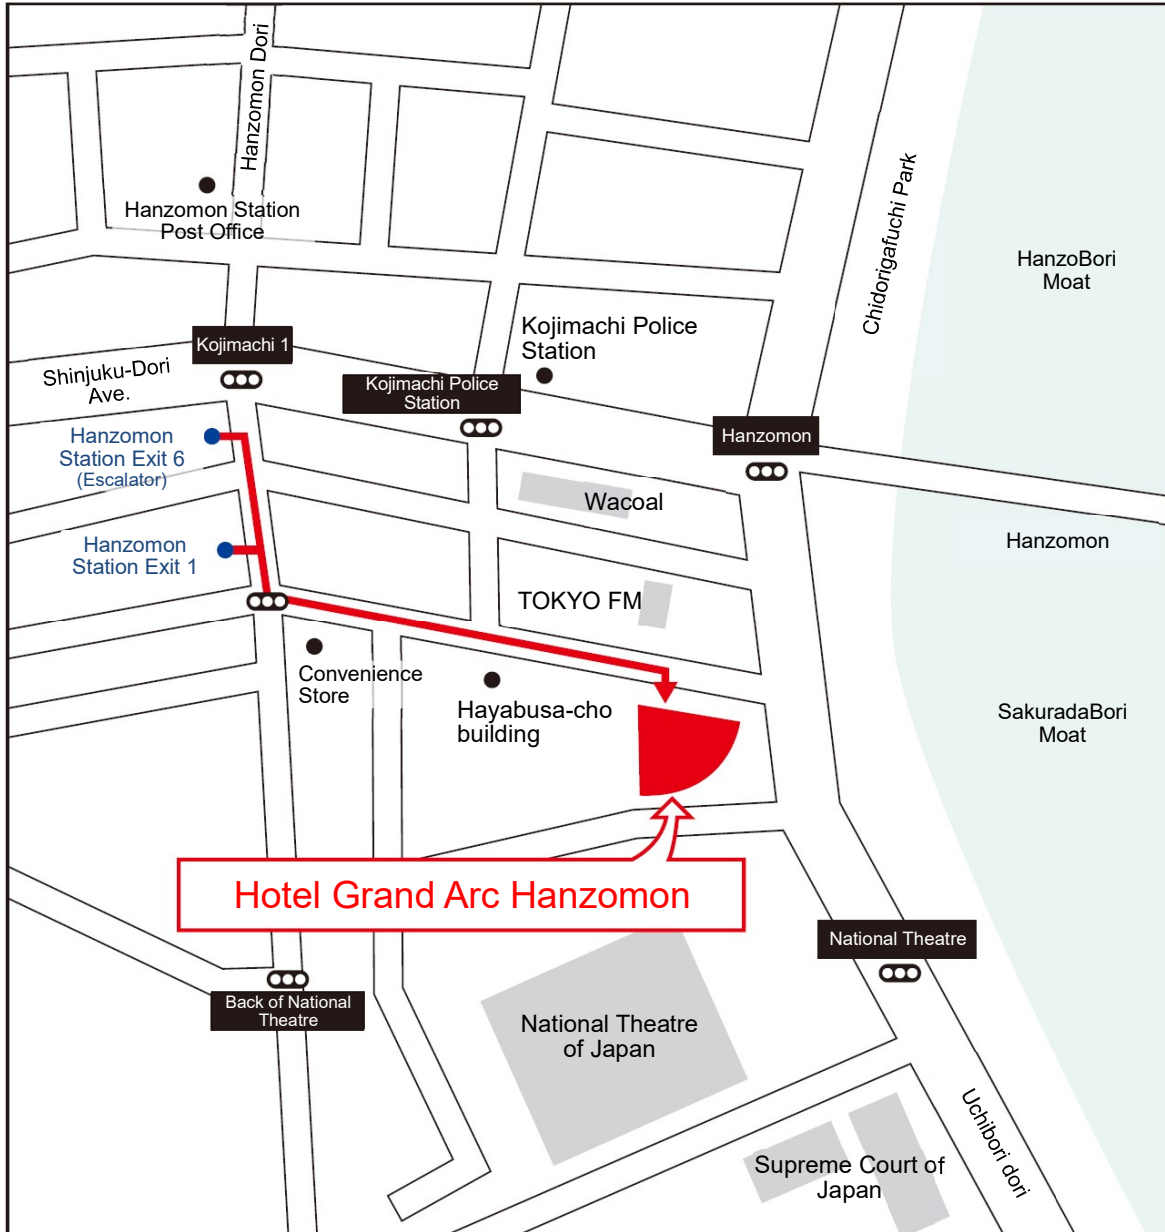 Hanzomon Dori
Hanzomon Station
Post Office
Chidorigafuchi Park
HanzoBori
Moat
Kojimachi 1
Kojimachi Police
Station
Shinjuku-Dori
Ave.
Kojimachi Police
Station
Hanzomon
Hanzomon
Station Exit 6
(Escalator)
Wacoal
Hanzomon
Hanzomon
Station Exit 1
TOKYO FM
Convenience
Store
Hayabusa-cho
building
SakuradaBori
Moat
Hotel Grand Arc Hanzomon
National Theatre
Back of National
Theatre
National Theatre
of Japan
Uchibori dori
Supreme Court of
Japan